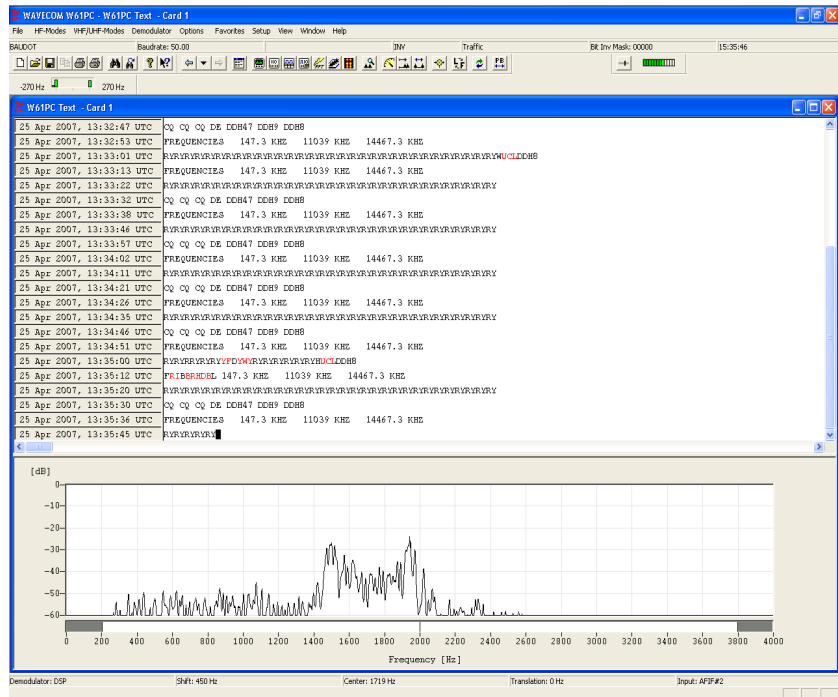 WAVECOM W61PC - W61PC Text - Card 1
File HF-Modes VHF/UHF-Modes Demodulator Options Favorites Setup View Window Help
BAUDOT Baudrate: 50.00 INV Traffic Bit Inv Mask: 00000 15:35:46
-270 Hz 270 Hz
W61PC Text - Card 1
25 Apr 2007, 13:32:47 UTC CQ CQ CQ DE DDH47 DDH9 DDH8
25 Apr 2007, 13:32:53 UTC FREQUENCIES 147.3 KHZ 11039 KHZ 14467.3 KHZ
25 Apr 2007, 13:33:01 UTC RYRYRYRYRYRYRYRYRYRYRYRYRYRYRYRYRYRYRYRYRYRYRYRYRYRYRYRYRYRYRYRYWUCLDDH8
25 Apr 2007, 13:33:13 UTC FREQUENCIES 147.3 KHZ 11039 KHZ 14467.3 KHZ
25 Apr 2007, 13:33:22 UTC RYRYRYRYRYRYRYRYRYRYRYRYRYRYRYRYRYRYRYRYRYRYRYRYRYRYRYRYRYRYRYRY
25 Apr 2007, 13:33:32 UTC CQ CQ CQ DE DDH47 DDH9 DDH8
25 Apr 2007, 13:33:38 UTC FREQUENCIES 147.3 KHZ 11039 KHZ 14467.3 KHZ
25 Apr 2007, 13:33:46 UTC RYRYRYRYRYRYRYRYRYRYRYRYRYRYRYRYRYRYRYRYRYRYRYRYRYRYRYRYRYRYRYRY
25 Apr 2007, 13:33:57 UTC CQ CQ CQ DE DDH47 DDH9 DDH8
25 Apr 2007, 13:34:02 UTC FREQUENCIES 147.3 KHZ 11039 KHZ 14467.3 KHZ
25 Apr 2007, 13:34:11 UTC RYRYRYRYRYRYRYRYRYRYRYRYRYRYRYRYRYRYRYRYRYRYRYRYRYRYRYRYRYRYRYRY
25 Apr 2007, 13:34:21 UTC CQ CQ CQ DE DDH47 DDH9 DDH8
25 Apr 2007, 13:34:26 UTC FREQUENCIES 147.3 KHZ 11039 KHZ 14467.3 KHZ
25 Apr 2007, 13:34:35 UTC RYRYRYRYRYRYRYRYRYRYRYRYRYRYRYRYRYRYRYRYRYRYRYRYRYRYRYRYRYRYRYRY
25 Apr 2007, 13:34:46 UTC CQ CQ CQ DE DDH47 DDH9 DDH8
25 Apr 2007, 13:34:51 UTC FREQUENCIES 147.3 KHZ 11039 KHZ 14467.3 KHZ
25 Apr 2007, 13:35:00 UTC RYRYRRYRYRYYFDYWYRYRYRYRYRYRYHUCLDDH8
25 Apr 2007, 13:35:12 UTC FRIBBRHDBL 147.3 KHZ 11039 KHZ 14467.3 KHZ
25 Apr 2007, 13:35:20 UTC RYRYRYRYRYRYRYRYRYRYRYRYRYRYRYRYRYRYRYRYRYRYRYRYRYRYRYRYRYRYRYRY
25 Apr 2007, 13:35:30 UTC CQ CQ CQ DE DDH47 DDH9 DDH8
25 Apr 2007, 13:35:36 UTC FREQUENCIES 147.3 KHZ 11039 KHZ 14467.3 KHZ
25 Apr 2007, 13:35:45 UTC RYRYRYRYRY
[dB]
0
-10
-20
-30
-40
-50
-60
0 200 400 600 800 1000 1200 1400 1600 1800 2000 2200 2400 2600 2800 3000 3200 3400 3600 3800 4000
Frequency [Hz]
Demodulator: DSP Shift: 450 Hz Center: 1719 Hz Translation: 0 Hz Input: AFIF#2